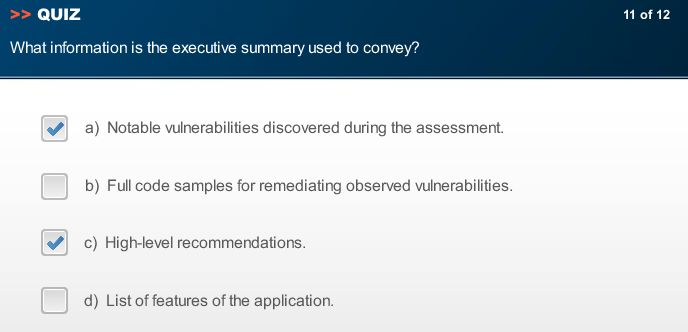 >> QUIZ
11 of 12
What information is the executive summary used to convey?
a) Notable vulnerabilities discovered during the assessment.
b) Full code samples for remediating observed vulnerabilities.
c) High-level recommendations.
d) List of features of the application.